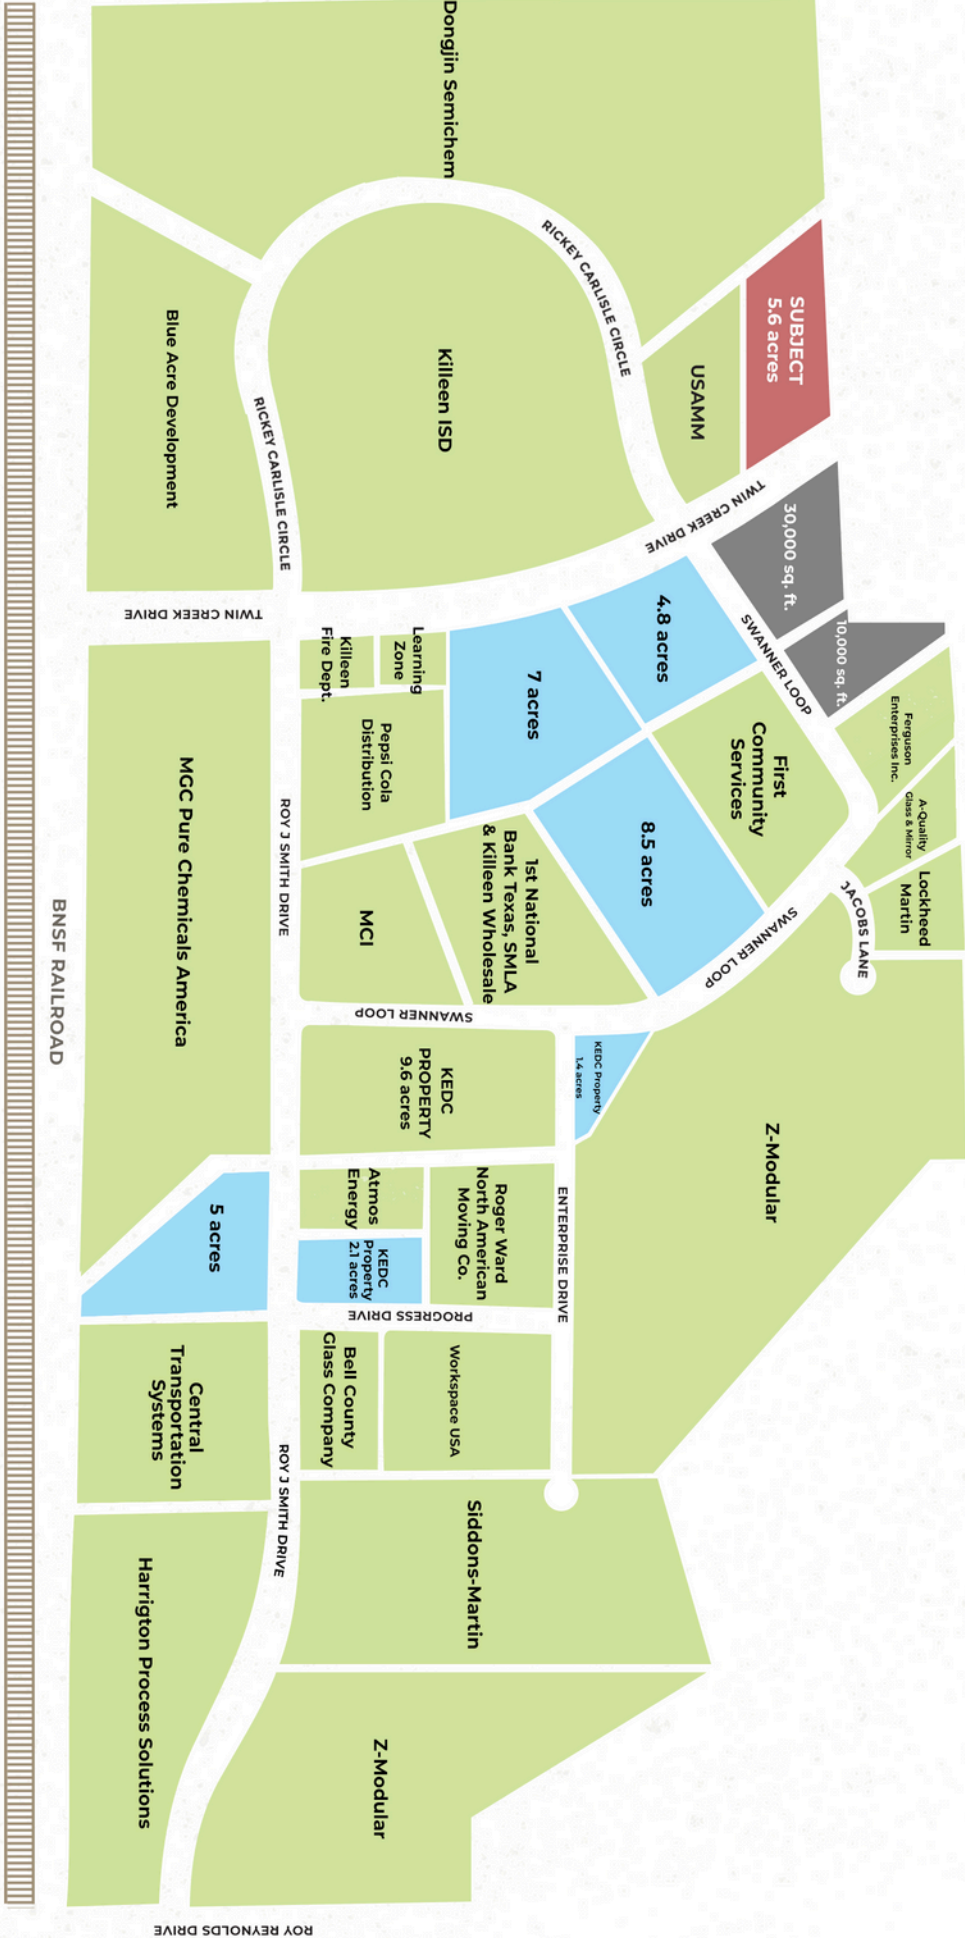 Dongjin Semichem
RICKEY CARLISLE CIRCLE
SUBJECT
5.6 acres
USAMM
Killeen ISD
Blue Acre Development
RICKEY CARLISLE CIRCLE
TWIN CREEK DRIVE
TWIN CREEK DRIVE
30,000 sq. ft.
10,000 sq. ft.
SWANNER LOOP
4.8 acres
7 acres
Learning
Zone
Killeen
Fire Dept.
Pepsi Cola
Distribution
First
Community
Services
Ferguson
Enterprises Inc.
A-Quality
Glass & Mirror
Lockheed
Martin
JACOBS LANE
8.5 acres
SWANNER LOOP
1st National
Bank Texas, SMLA
& Killeen Wholesale
MCI
ROY J SMITH DRIVE
MGC Pure Chemicals America
BNSF RAILROAD
SWANNER LOOP
KEDC
PROPERTY
9.6 acres
KEDC Property
1.4 acres
Z-Modular
ENTERPRISE DRIVE
Roger Ward
North American
Moving Co.
Atmos
Energy
KEDC
Property
2.1 acres
5 acres
PROGRESS DRIVE
Workspace USA
Bell County
Glass Company
Central
Transportation
Systems
ROY J SMITH DRIVE
Siddons-Martin
Harrigton Process Solutions
Z-Modular
ROY REYNOLDS DRIVE